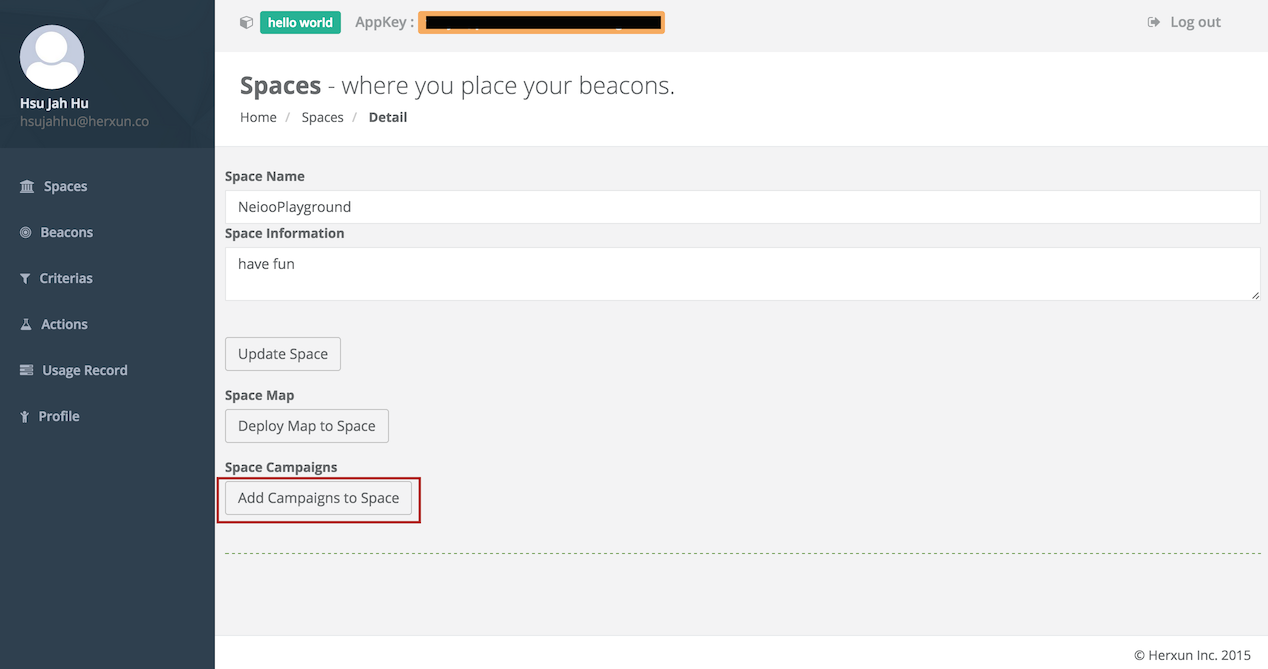 hello world AppKey :
Log out
Hsu Jah Hu
hsujahhu@herxun.co
Spaces
Beacons
Criterias
Actions
Usage Record
Profile
Spaces - where you place your beacons.
Home / Spaces / Detail
Space Name
NeiooPlayground
Space Information
have fun
Update Space
Space Map
Deploy Map to Space
Space Campaigns
Add Campaigns to Space
© Herxun Inc. 2015